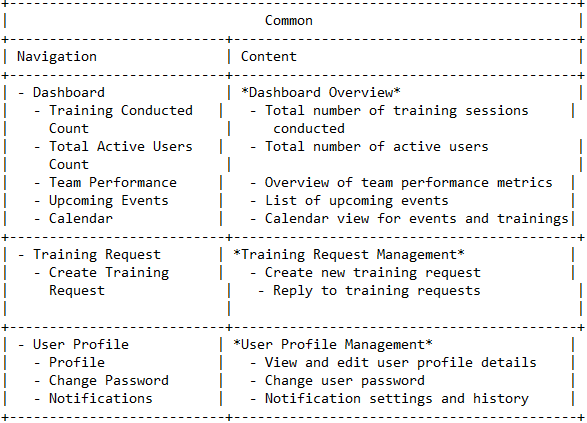 +-----------------------------------------------------------------------+
|                                Common                                 |
+---------------------------+-------------------------------------------+
| Navigation                | Content                                   |
+---------------------------+-------------------------------------------+
| - Dashboard              | *Dashboard Overview*                      |
|   - Training Conducted   |   - Total number of training sessions     |
|     Count                 |     conducted                             |
|   - Total Active Users   |   - Total number of active users           |
|     Count                 |                                           |
|   - Team Performance     |   - Overview of team performance metrics  |
|   - Upcoming Events      |   - List of upcoming events               |
|   - Calendar             |   - Calendar view for events and trainings|
+---------------------------+-------------------------------------------+
| - Training Request       | *Training Request Management*            |
|   - Create Training      |   - Create new training request          |
|     Request               |   - Reply to training requests            |
|                           |                                           |
+---------------------------+-------------------------------------------+
| - User Profile           | *User Profile Management*                |
|   - Profile              |   - View and edit user profile details   |
|   - Change Password      |   - Change user password                 |
|   - Notifications        |   - Notification settings and history    |
+---------------------------+-------------------------------------------+